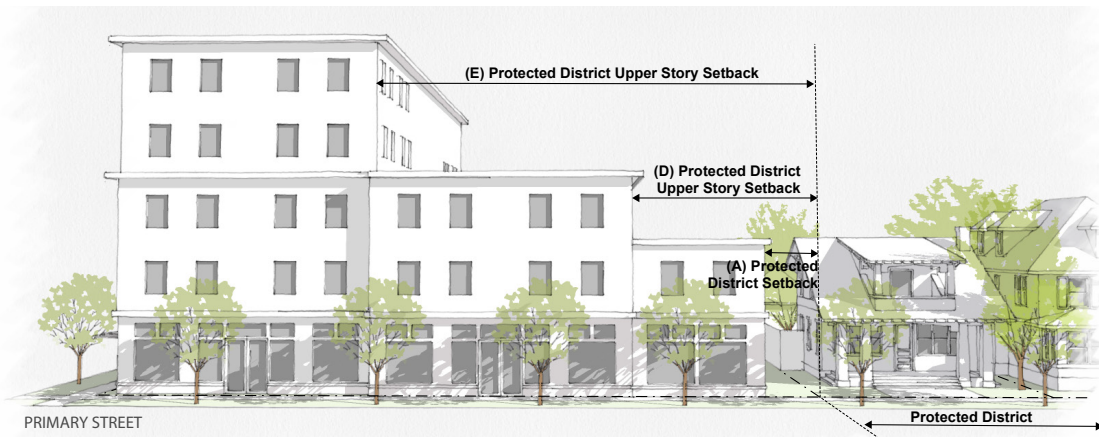 (E) Protected District Upper Story Setback
(D) Protected District
Upper Story Setback
(A) Protected
District Setback
Protected District
PRIMARY STREET